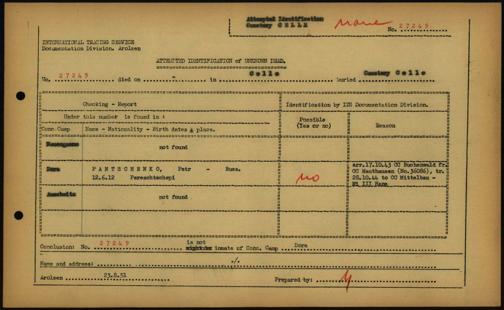 Attempted Identification
Cemetery CELLE
None
No. 27249
INTERNATIONAL TRACING SERVICE
Documentation Division, Arolsen
ATTEMPTED IDENTIFICATION of UNKNOWN DEAD.
No. 27249 died on - in Celle buried Cemetery Celle
Checking - Report
Identification by ITS Documentation Division.
Under this number is found in :
Possible
(Yes or no)
Reason
Conc.Camp
Name - Nationality - Birth dates & place.
Neuengamme
not found
Dora
PANTSCHENKO, Petr - Russ.
12.6.12 Pereschtschepi
no
arr.17.10.43 CC Buchenwald fr.
CC Mauthausen (No.36086), tr.
28.10.44 to CC Mittelbau -
Auschwitz
not found
Conclusion: No. 27249 is not
inmate of Conc. Camp Dora
Name and address: ./.
Arolsen 23.8.51
Prepared by: